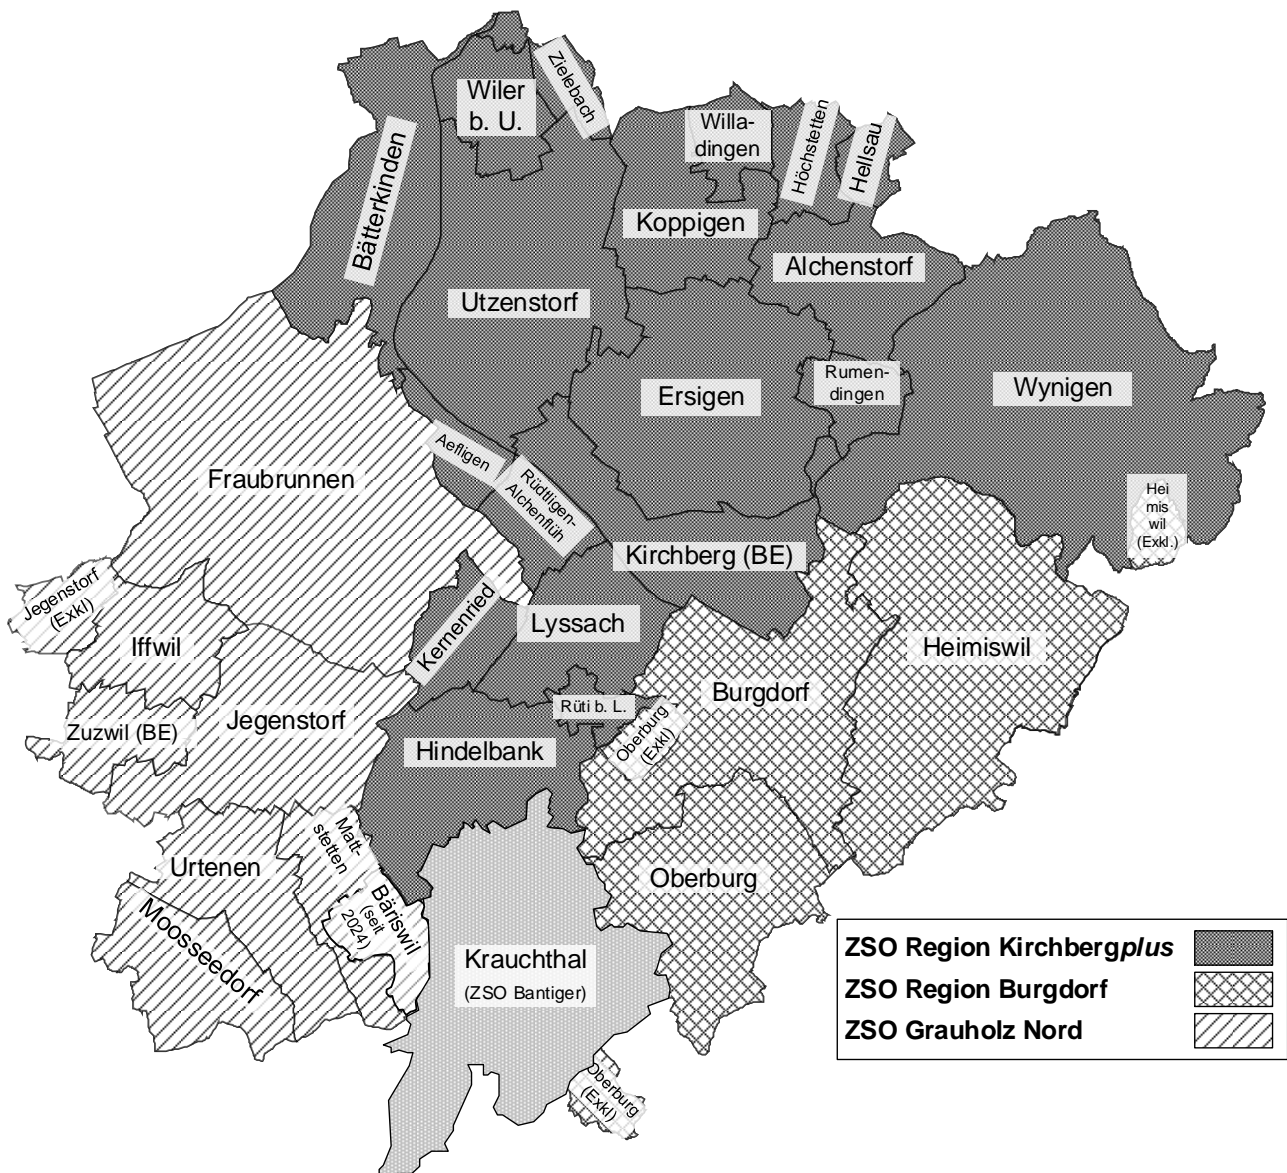 Wiler
b. U.
Zielebach
Willa-
dingen
Höchstetten
Hellsau
Bätterkinden
Koppigen
Alchenstorf
Utzenstorf
Ersigen
Rumen-
dingen
Wynigen
Aefligen
Rüdtligen-
Alchenflüh
Fraubrunnen
Hei
mis
wil
(Exkl.)
Kirchberg (BE)
Jegenstorf
(Exkl)
Iffwil
Kernenried
Lyssach
Heimiswil
Burgdorf
Rüti b. L.
Zuzwil (BE)
Jegenstorf
Hindelbank
Oberburg
(Exkl)
Matt-
stetten
Urtenen
Bäriswil
(seit
2024)
Oberburg
Moosseedorf
Krauchthal
(ZSO Bantiger)
Oberburg
(Exkl)
ZSO Region Kirchbergplus
ZSO Region Burgdorf
ZSO Grauholz Nord